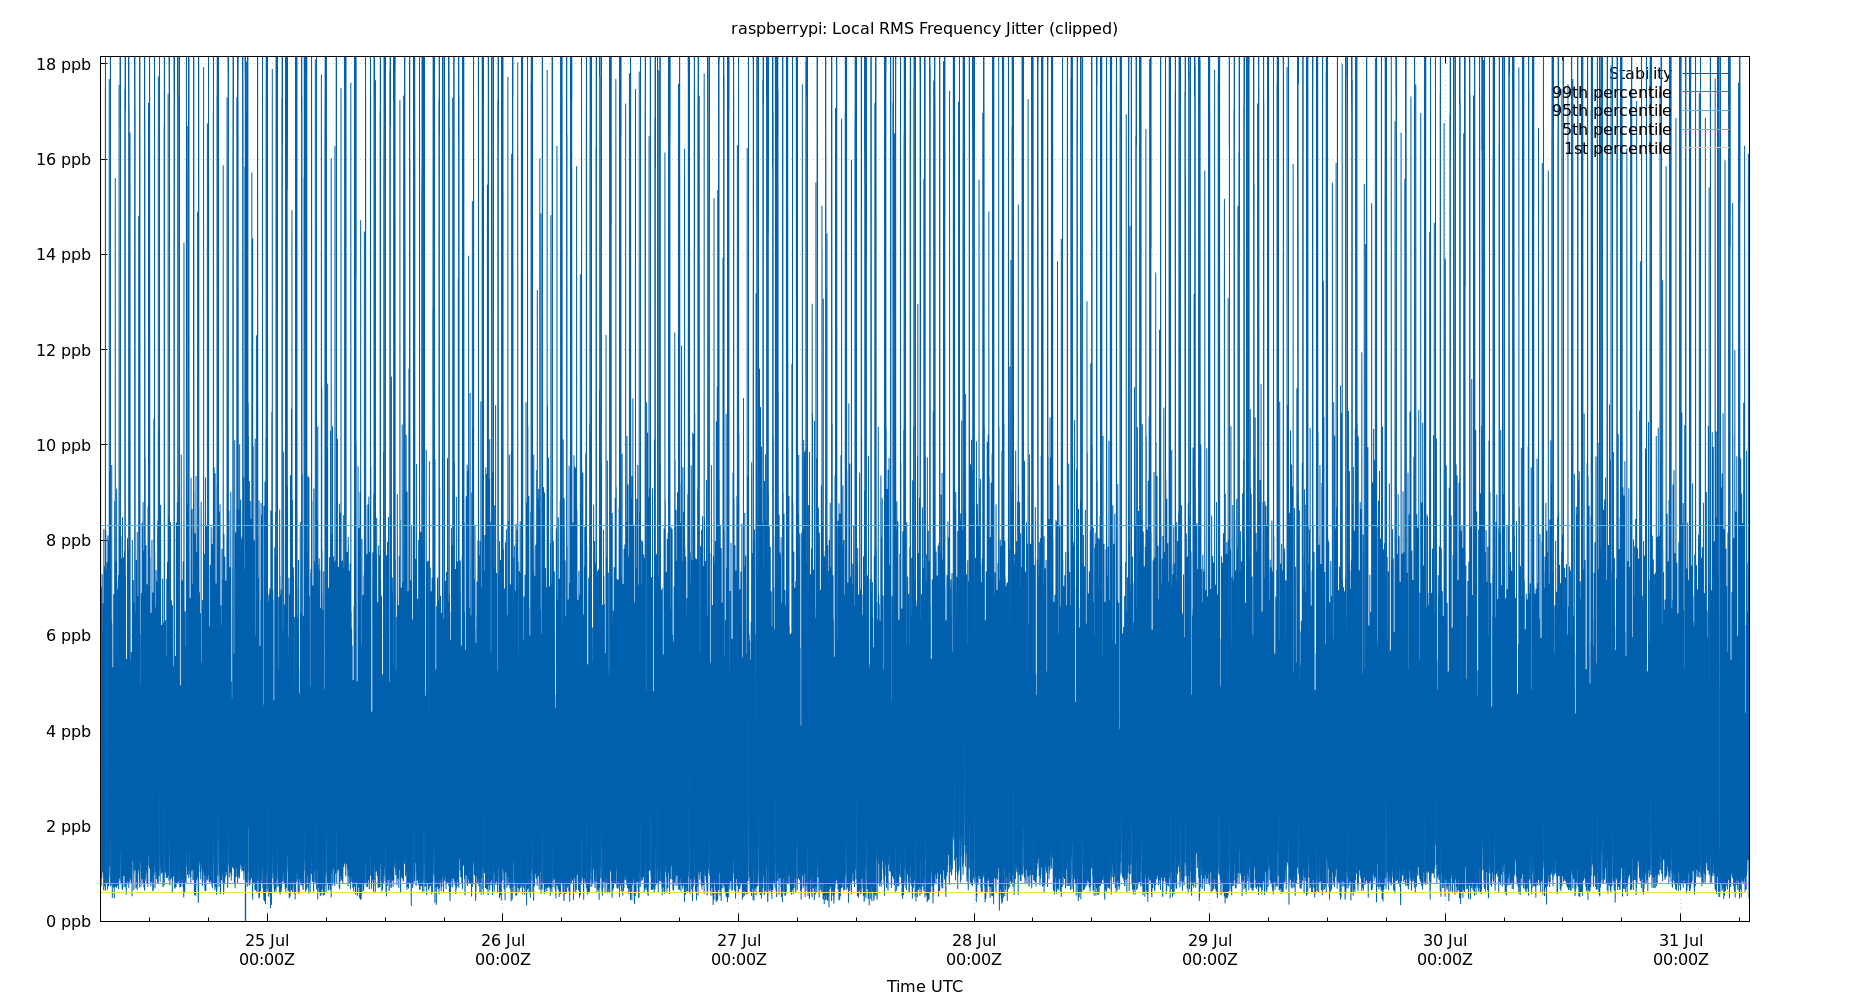 raspberrypi: Local RMS Frequency Jitter (clipped)
18 ppb
16 ppb
14 ppb
12 ppb
10 ppb
8 ppb
6 ppb
4 ppb
2 ppb
0 ppb
Stability
99th percentile
95th percentile
5th percentile
1st percentile
25 Jul 26 Jul 27 Jul 28 Jul 29 Jul 30 Jul 31 Jul
00:00Z 00:00Z 00:00Z 00:00Z 00:00Z 00:00Z 00:00Z
Time UTC